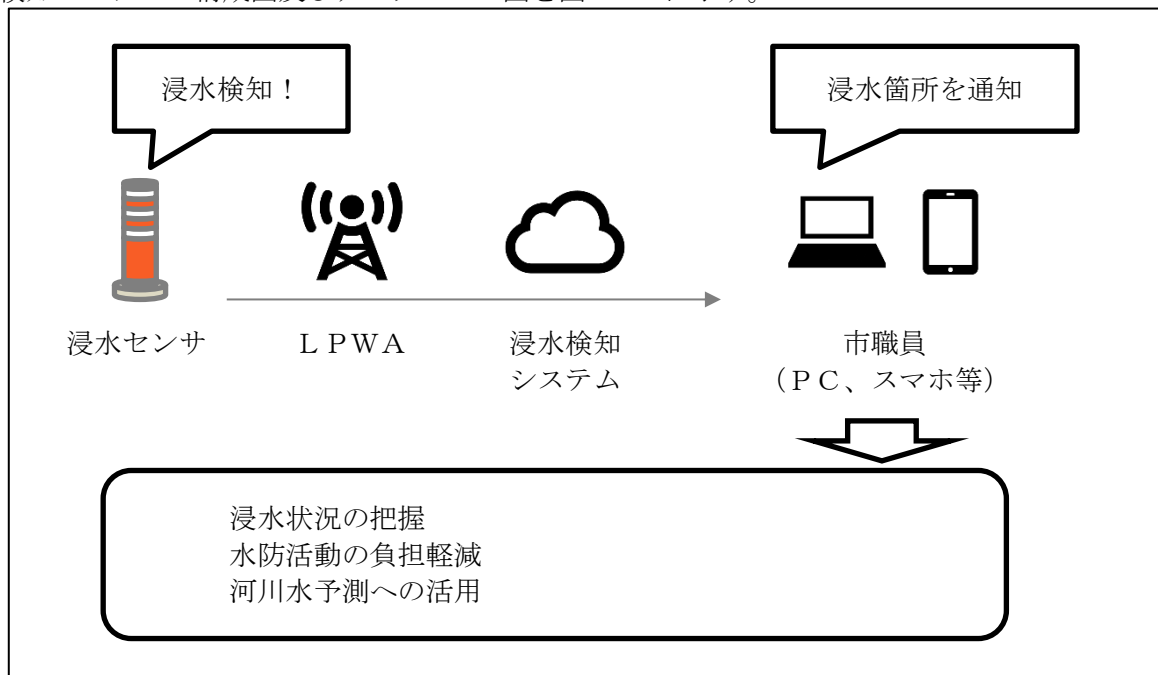 浸水検知！
浸水箇所を通知
浸水センサ
ＬＰＷＡ
浸水検知
システム
市職員
（ＰＣ、スマホ等）
浸水状況の把握
水防活動の負担軽減
河川水予測への活用